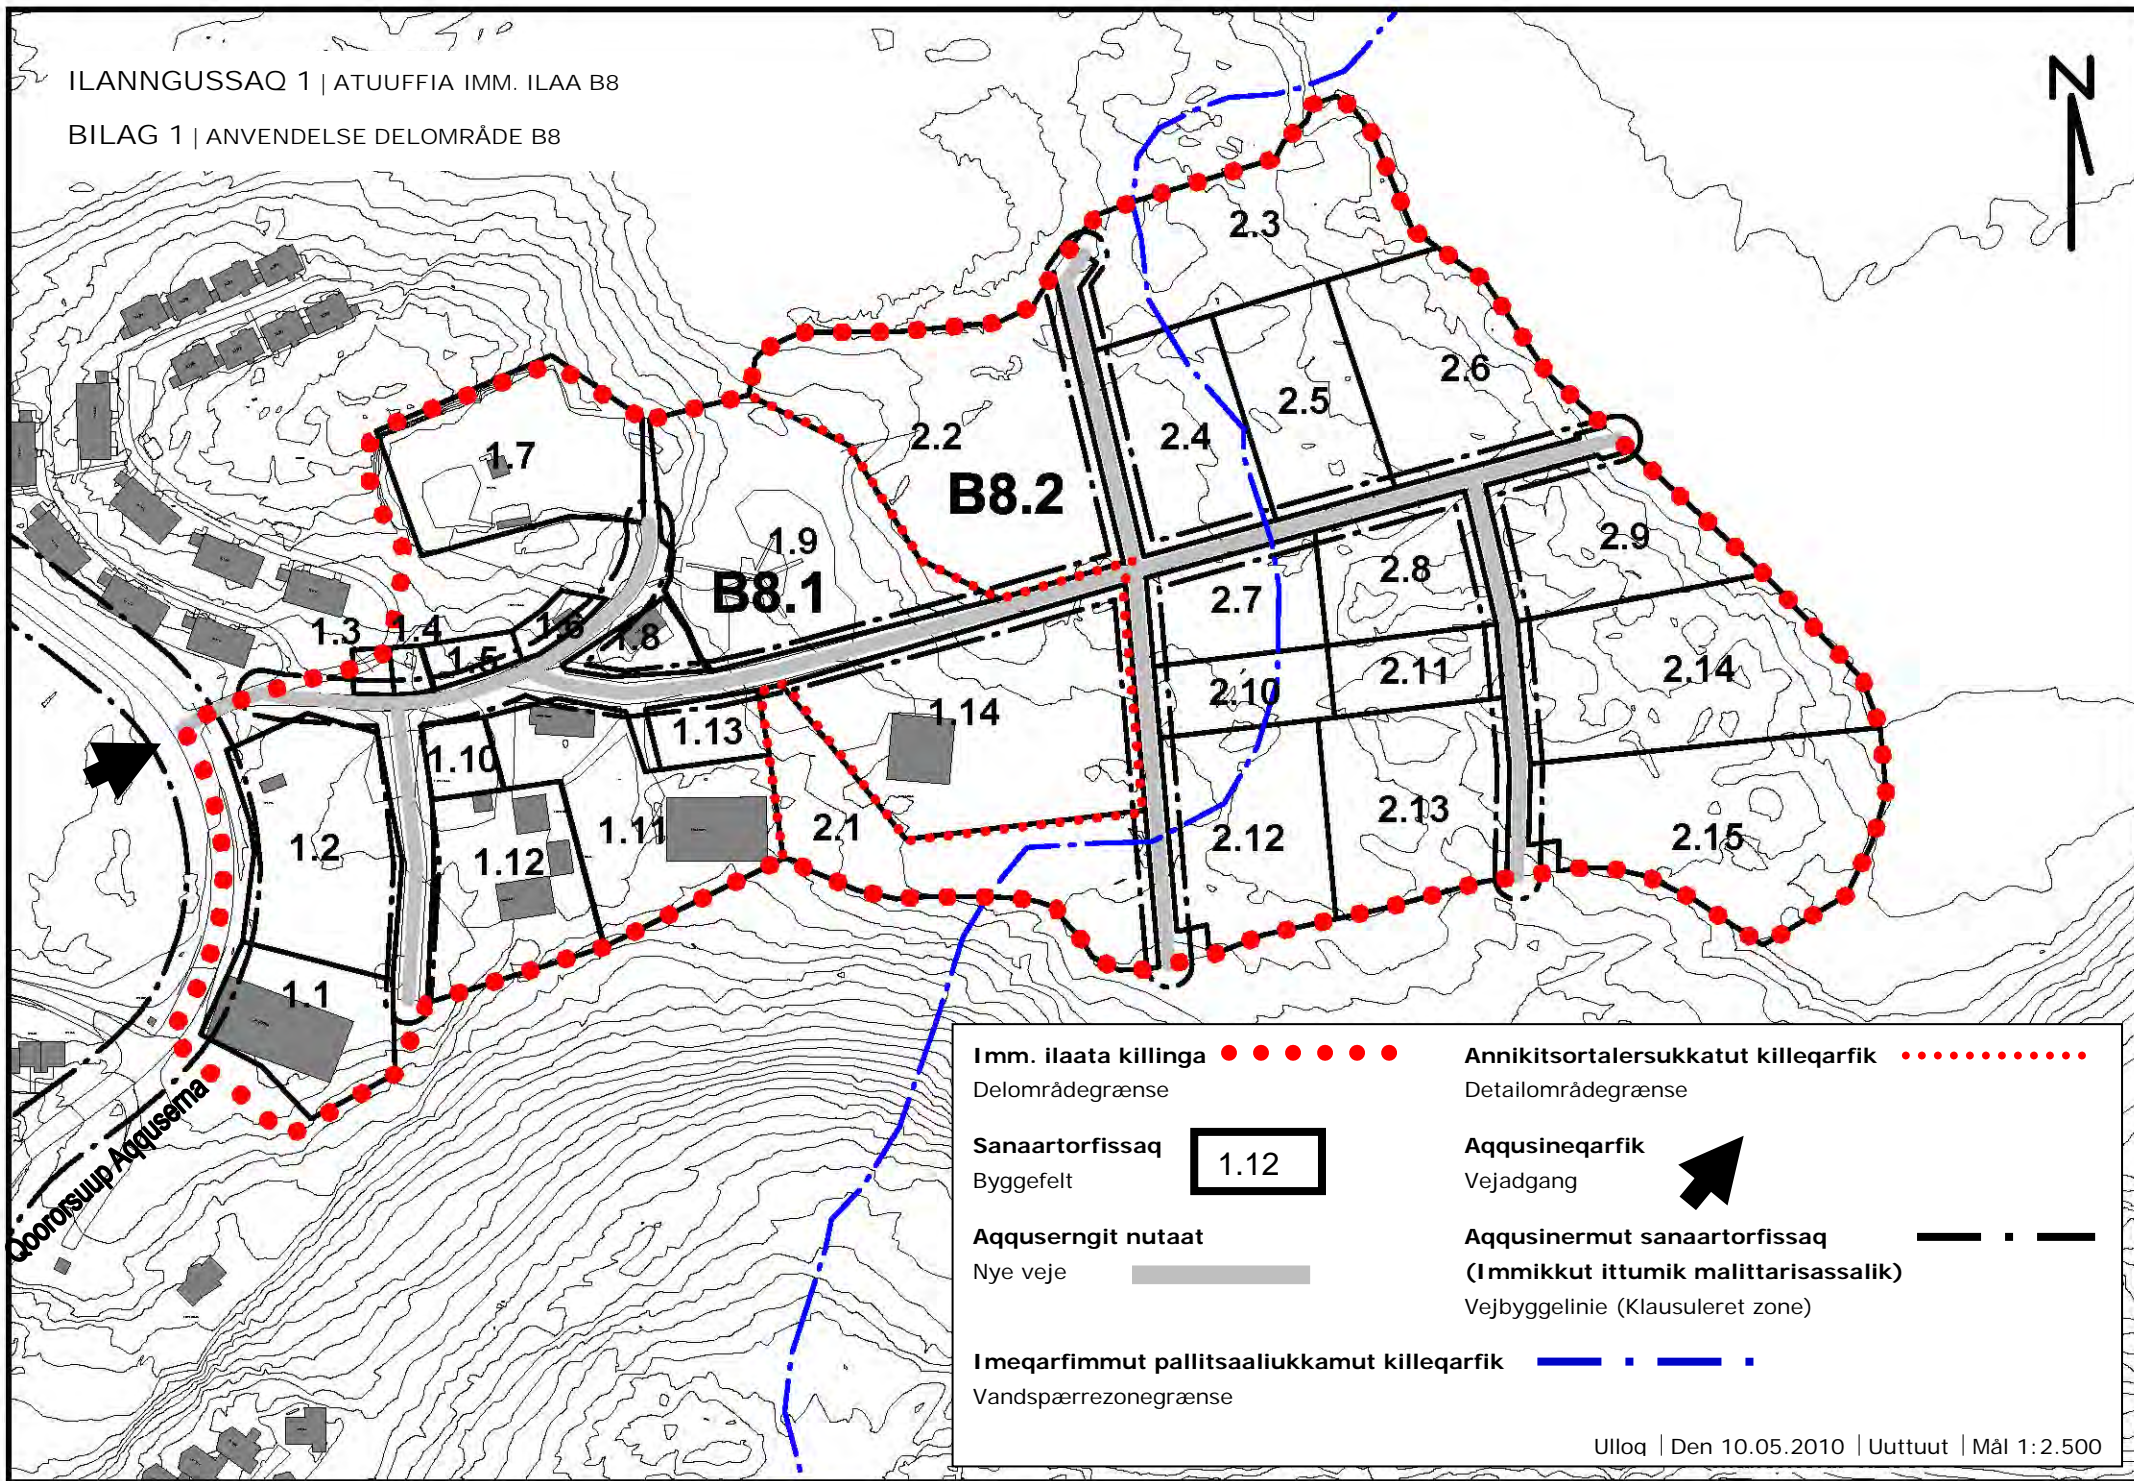 ILANNGUSSAQ 1 | ATUUFFIA IMM. ILAA B8
BILAG 1 | ANVENDELSE DELOMRÅDE B8
N
2.3
2.6
2.5
2.4
2.2
B8.2
1.7
1.9
B8.1
2.9
2.8
2.7
1.3
1.4
1.6
1.8
1.5
2.11
2.10
2.14
1.14
1.13
1.10
2.13
2.12
2.15
2.1
1.11
1.12
1.2
1.1
Qoororsuup Aqquserna
Imm. ilaata killinga
Delområdegrænse
Annikitsortalersukkatut killeqarfik
Detailområdegrænse
Sanaartorfissaq
Byggefelt
1.12
Aqqusineqarfik
Vejadgang
Aqquserngit nutaat
Nye veje
Aqqusinermut sanaartorfissaq
(Immikkut ittumik malittarisassalik)
Vejbyggelinie (Klausuleret zone)
Imeqarfimmut pallitsaaliukkamut killeqarfik
Vandspærrezonegrænse
Ulloq | Den 10.05.2010 | Uuttuut | Mål 1:2.500